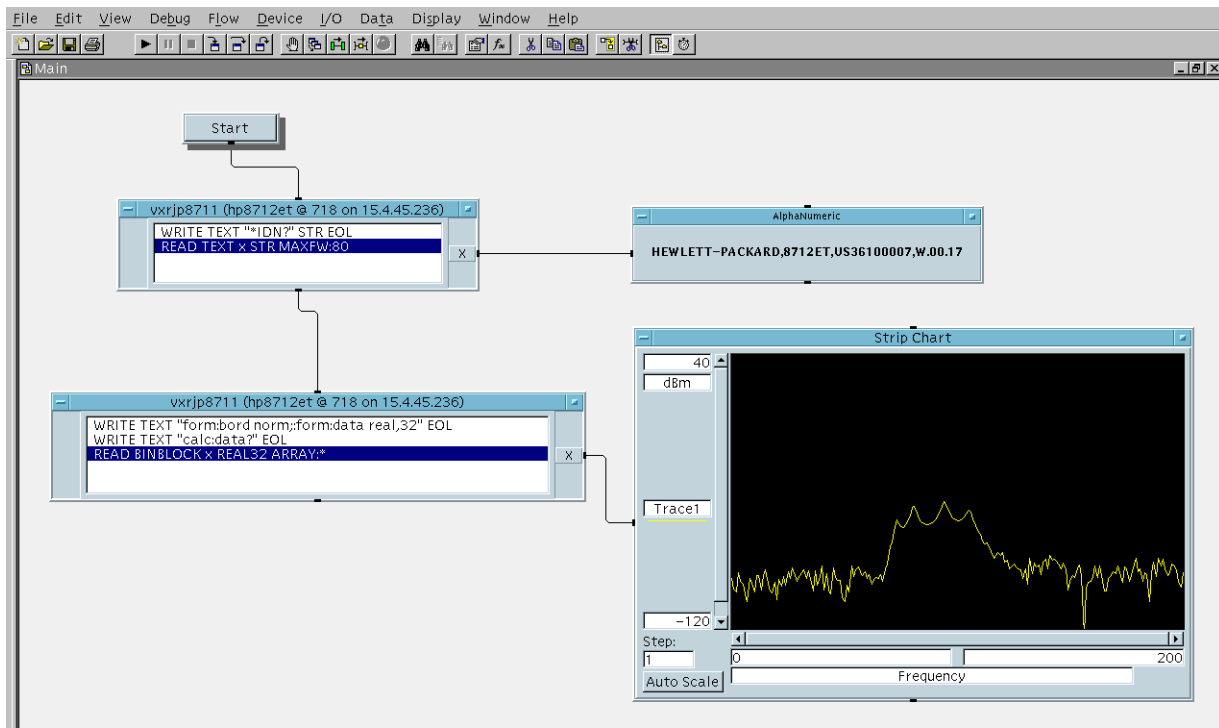 File Edit View Debug Flow Device I/O Data Display Window Help
Main
Start
vxrjp8711 (hp8712et @ 718 on 15.4.45.236)
WRITE TEXT "*IDN?" STR EOL
READ TEXT x STR MAXFW:80
X
AlphaNumeric
HEWLETT-PACKARD,8712ET,US36100007,W.00.17
vxrjp8711 (hp8712et @ 718 on 15.4.45.236)
WRITE TEXT "form:bord norm;:form:data real,32" EOL
WRITE TEXT "calc:data?" EOL
READ BINBLOCK x REAL32 ARRAY:*
X
Strip Chart
40
dBm
Trace1
-120
Step:
1
Auto Scale
0 200
Frequency